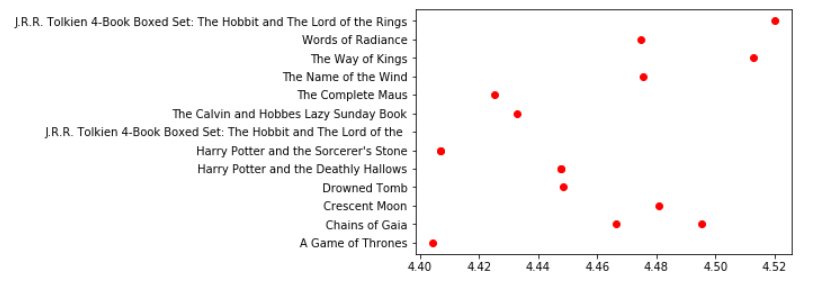 J.R.R. Tolkien 4-Book Boxed Set: The Hobbit and The Lord of the Rings
Words of Radiance
The Way of Kings
The Name of the Wind
The Complete Maus
The Calvin and Hobbes Lazy Sunday Book
J.R.R. Tolkien 4-Book Boxed Set: The Hobbit and The Lord of the
Harry Potter and the Sorcerer's Stone
Harry Potter and the Deathly Hallows
Drowned Tomb
Crescent Moon
Chains of Gaia
A Game of Thrones
4.40 4.42 4.44 4.46 4.48 4.50 4.52